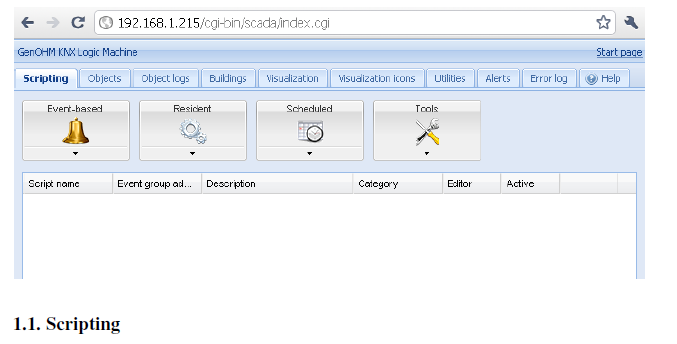 192.168.1.215/cgi-bin/scada/index.cgi
GenOHM KNX Logic Machine Start page
Scripting Objects Object logs Buildings Visualization Visualization icons Utilities Alerts Error log Help
Event-based Resident Scheduled Tools
Script name Event group ad... Description Category Editor Active
1.1. Scripting